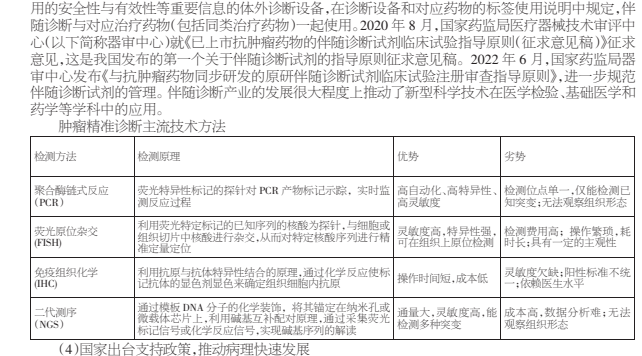 用的安全性与有效性等重要信息的体外诊断设备,在诊断设备和对应药物的标签使用说明中规定,伴
随诊断与对应治疗药物(包括同类治疗药物)一起使用。2020 年 8 月,国家药监局医疗器械技术审评中
心(以下简称器审中心)就《已上市抗肿瘤药物的伴随诊断试剂临床试验指导原则(征求意见稿)》征求
意见,这是我国发布的第一个关于伴随诊断试剂的指导原则征求意见稿。2022 年 6 月,国家药监局器
审中心发布《与抗肿瘤药物同步研发的原研伴随诊断试剂临床试验注册审查指导原则》,进一步规范
伴随诊断试剂的管理。伴随诊断产业的发展很大程度上推动了新型科学技术在医学检验、基础医学和
药学等学科中的应用。
肿瘤精准诊断主流技术方法
检测方法 检测原理 优势 劣势
聚合酶链式反应
(PCR)
荧光特异性标记的探针对 PCR 产物标记示踪,实时监
测反应过程
高自动化、高特异性、
高灵敏度
检测位点单一,仅能检测已
知突变;无法观察组织形态
荧光原位杂交
(FISH)
利用荧光特定标记的已知序列的核酸为探针,与细胞或
组织切片中核酸进行杂交,从而对特定核酸序列进行精
准定量定位
灵敏度高,特异性强,
可在组织上原位检测
检测费用高;操作繁琐,耗
时长;具有一定的主观性
免疫组织化学
(IHC)
利用抗原与抗体特异性结合的原理,通过化学反应使标
记抗体的显色剂显色来确定组织细胞内抗原
操作时间短,成本低
灵敏度欠缺;阳性标准不统
一;依赖医生水平
二代测序
(NGS)
通过模板 DNA 分子的化学装饰,将其锚定在纳米孔或
微载体芯片上,利用碱基互补配对原理,通过采集荧光
标记信号或化学反应信号,实现碱基序列的解读
通量大,灵敏度高,能
检测多种突变
成本高,数据分析难;无法
观察组织形态
(4)国家出台支持政策,推动病理快速发展